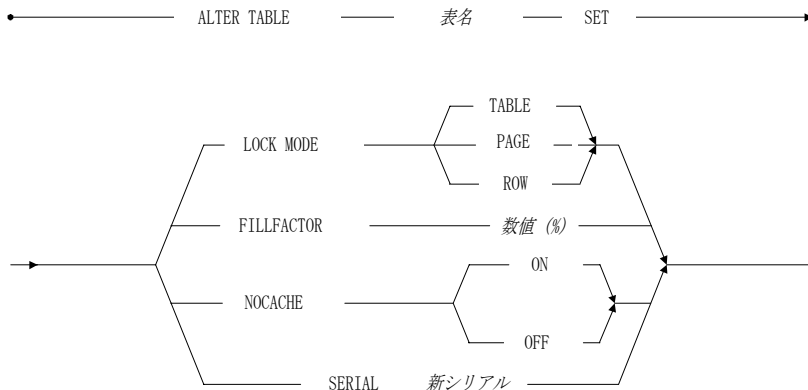 ALTER TABLE 表名 SET
TABLE
LOCK MODE PAGE
ROW
FILLFACTOR 数値 (%)
ON
NOCACHE
OFF
SERIAL 新シリアル